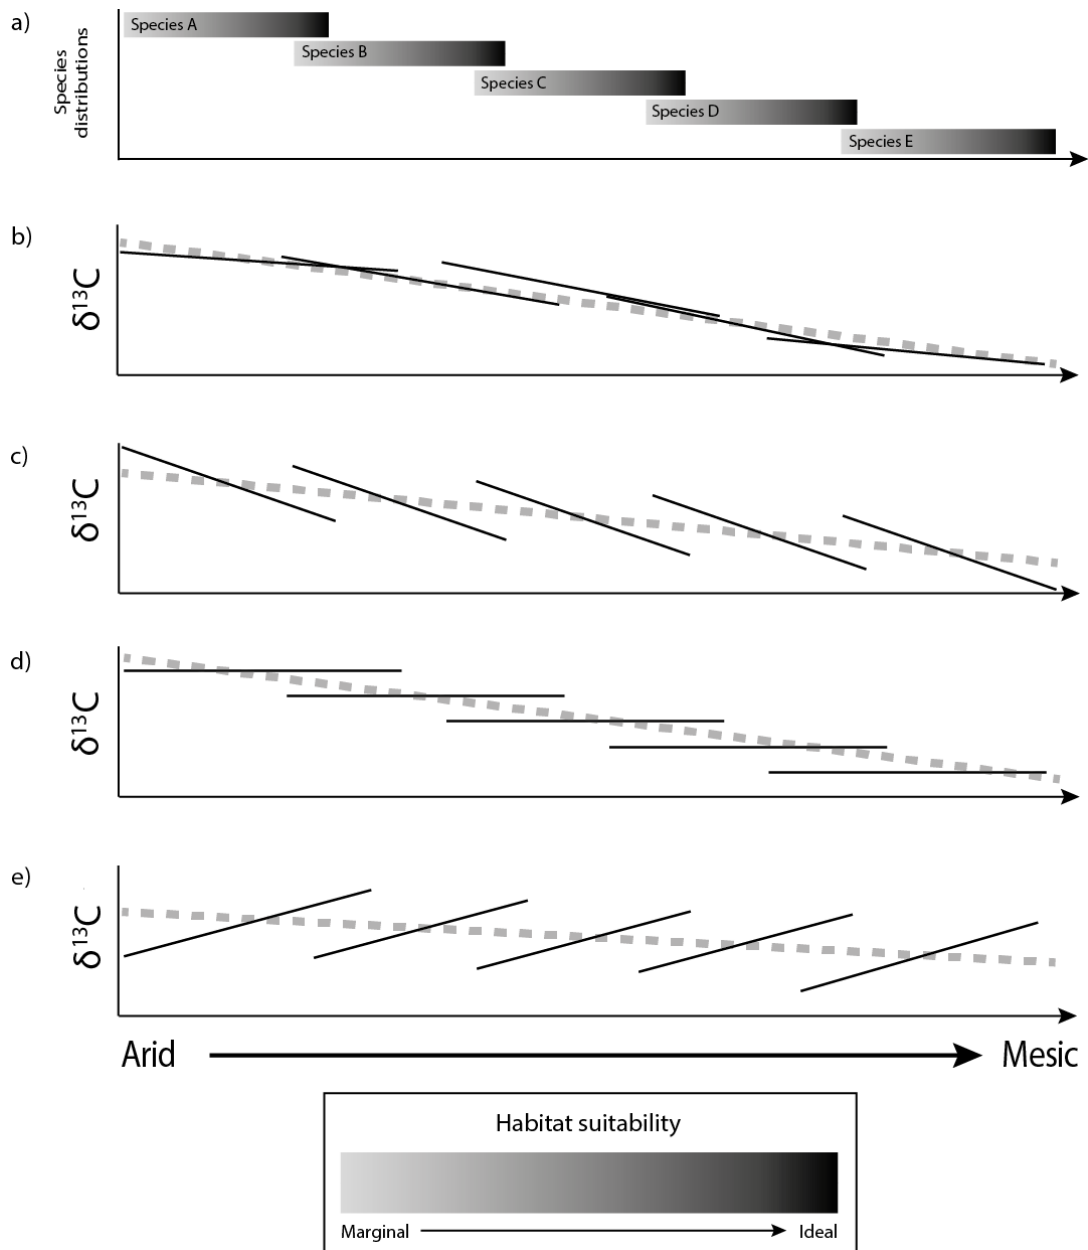 a)
Species distributions
Species A
Species B
Species C
Species D
Species E
b)
δ¹³C
c)
δ¹³C
d)
δ¹³C
e)
δ¹³C
Arid
Mesic
Habitat suitability
Marginal
Ideal